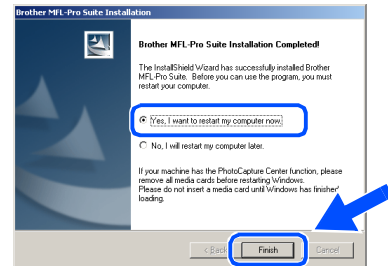 Brother MFL-Pro Suite Installation
Brother MFL-Pro Suite Installation Completed!
The InstallShield Wizard has successfully installed Brother
MFL-Pro Suite. Before you can use the program, you must
restart your computer.
Yes, I want to restart my computer now.
No, I will restart my computer later.
If your machine has the PhotoCapture Center function, please
remove all media cards before restarting Windows.
Please do not insert a media card until Windows has finished
loading.
< Back Finish Cancel